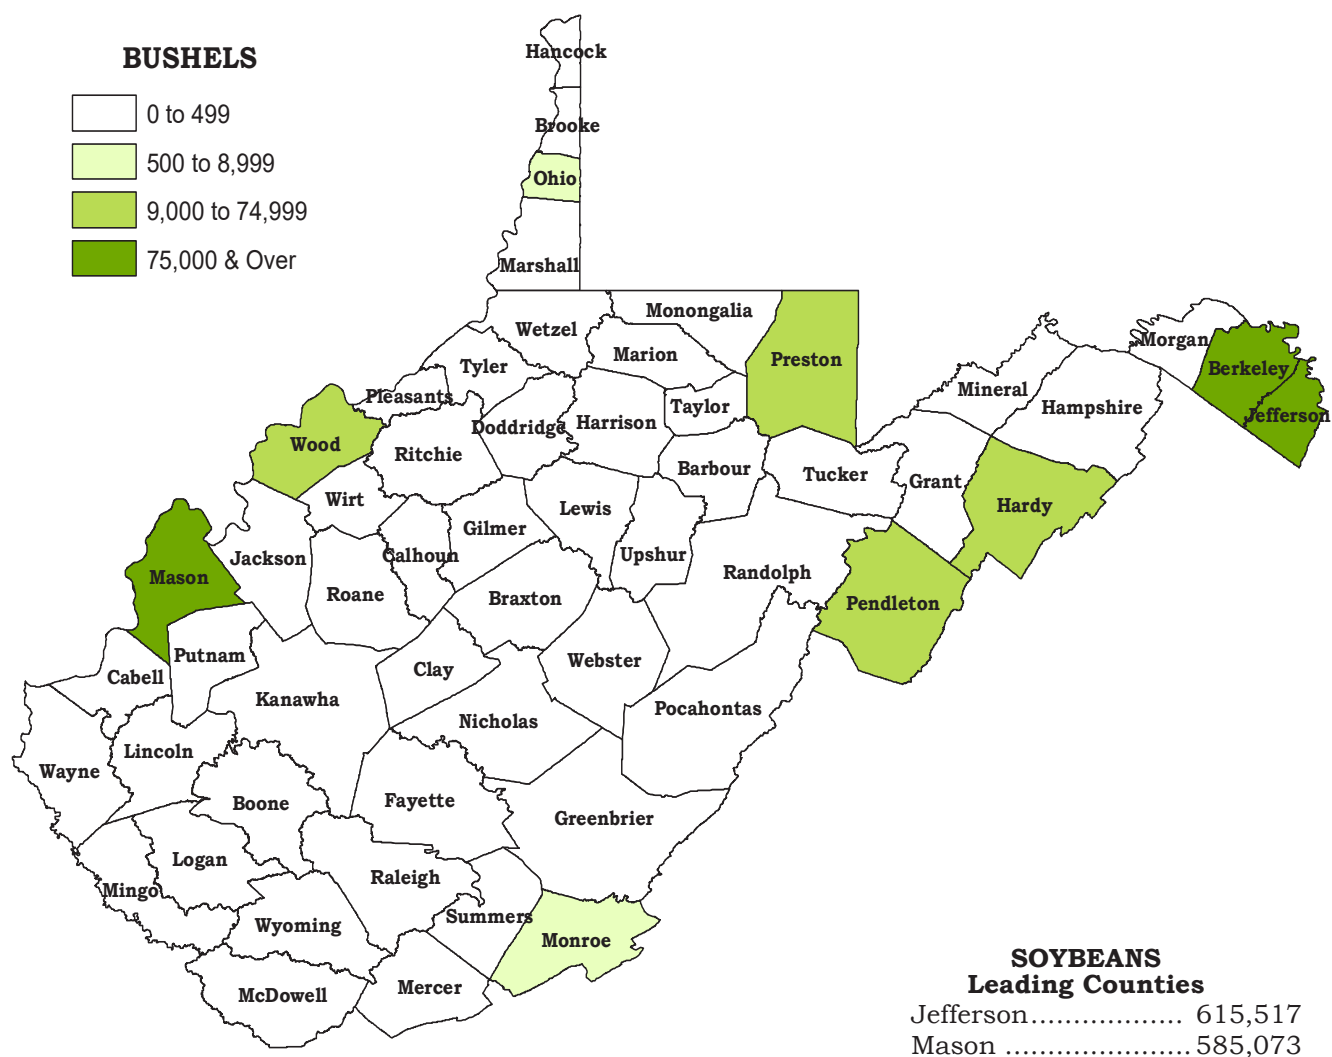 BUSHELS
0 to 499
500 to 8,999
9,000 to 74,999
75,000 & Over
Hancock
Brooke
Ohio
Marshall
Wetzel
Monongalia
Marion
Preston
Tyler
Pleasants
Doddridge
Harrison
Taylor
Wood
Ritchie
Barbour
Tucker
Grant
Mineral
Hampshire
Morgan
Berkeley
Jefferson
Hardy
Wirt
Lewis
Gilmer
Calhoun
Upshur
Jackson
Mason
Roane
Randolph
Pendleton
Braxton
Putnam
Cabell
Clay
Webster
Kanawha
Nicholas
Pocahontas
Lincoln
Wayne
Boone
Fayette
Greenbrier
Logan
Mingo
Raleigh
Summers
Wyoming
Monroe
McDowell
Mercer
SOYBEANS
Leading Counties
Jefferson.................. 615,517
Mason ...................... 585,073